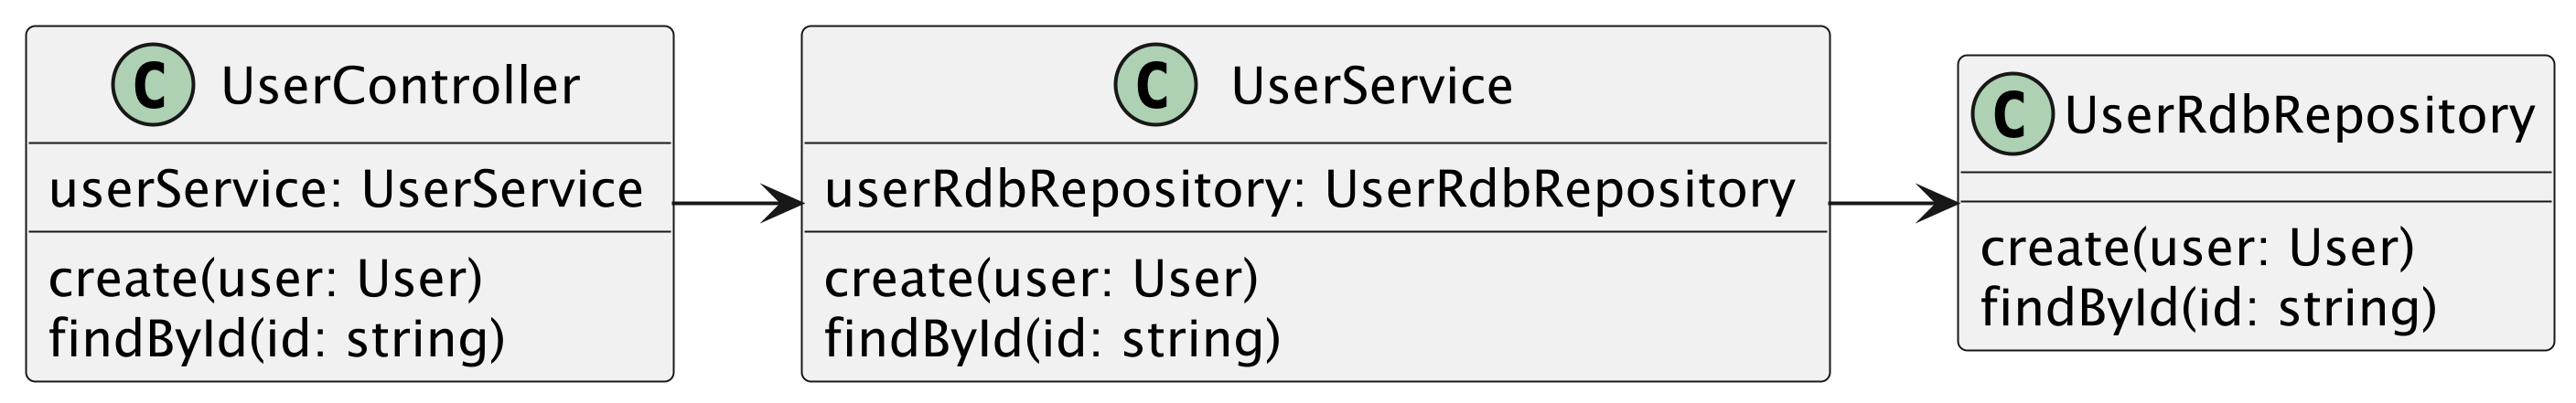 C UserController
userService: UserService
create(user: User)
findById(id: string)
C UserService
userRdbRepository: UserRdbRepository
create(user: User)
findById(id: string)
C UserRdbRepository
create(user: User)
findById(id: string)